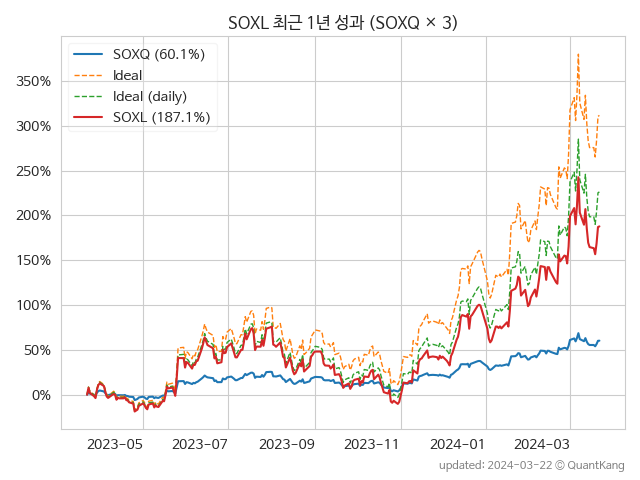 SOXL 최근 1년 성과 (SOXQ × 3)
SOXQ (60.1%)
Ideal
Ideal (daily)
SOXL (187.1%)
350%
300%
250%
200%
150%
100%
50%
0%
2023-05 2023-07 2023-09 2023-11 2024-01 2024-03
updated: 2024-03-22 © QuantKang